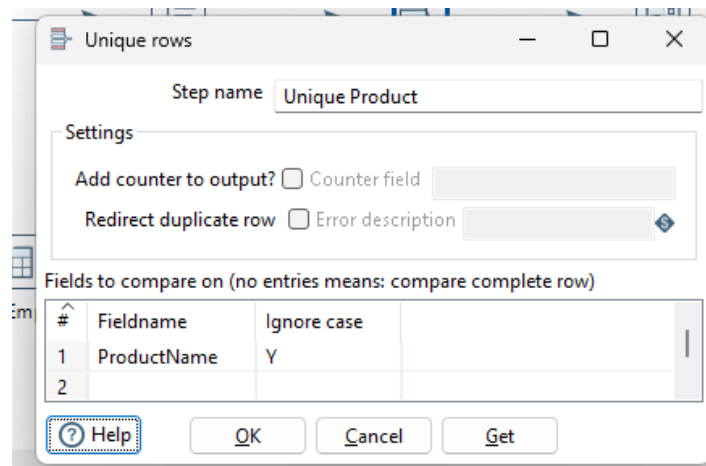 Unique rows
Step name Unique Product
Settings
Add counter to output? Counter field
Redirect duplicate row Error description
Fields to compare on (no entries means: compare complete row)
# Fieldname Ignore case
1 ProductName Y
2
Help OK Cancel Get